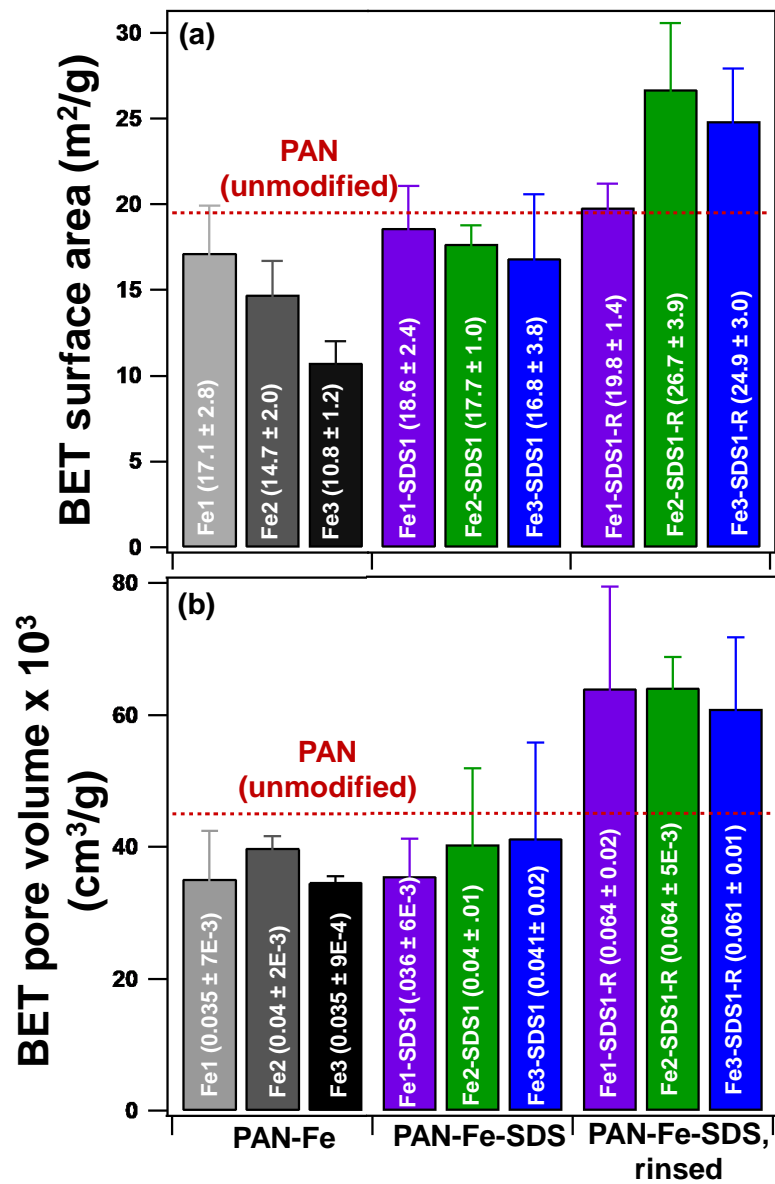 (a)
BET surface area (m²/g)
30
25
20
15
10
5
0
PAN
(unmodified)
Fe1 (17.1 ± 2.8)
Fe2 (14.7 ± 2.0)
Fe3 (10.8 ± 1.2)
Fe1-SDS1 (18.6 ± 2.4)
Fe2-SDS1 (17.7 ± 1.0)
Fe3-SDS1 (16.8 ± 3.8)
Fe1-SDS1-R (19.8 ± 1.4)
Fe2-SDS1-R (26.7 ± 3.9)
Fe3-SDS1-R (24.9 ± 3.0)
(b)
BET pore volume x 10³
(cm³/g)
80
60
40
20
0
PAN
(unmodified)
Fe1 (0.035 ± 7E-3)
Fe2 (0.04 ± 2E-3)
Fe3 (0.035 ± 9E-4)
Fe1-SDS1(.036 ± 6E-3)
Fe2-SDS1 (0.04 ± .01)
Fe3-SDS1 (0.041± 0.02)
Fe1-SDS1-R (0.064 ± 0.02)
Fe2-SDS1-R (0.064 ± 5E-3)
Fe3-SDS1-R (0.061 ± 0.01)
PAN-Fe
PAN-Fe-SDS
PAN-Fe-SDS,
rinsed